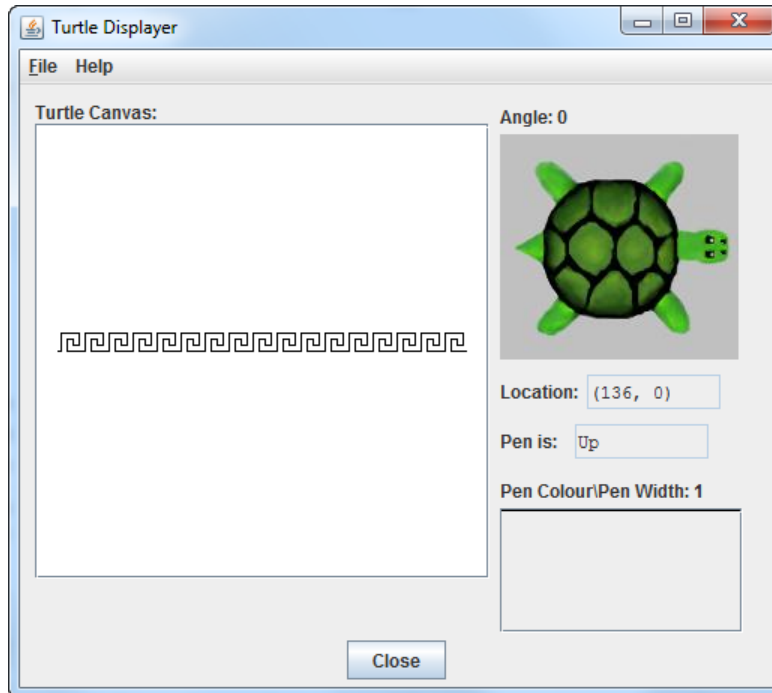 Turtle Displayer
File Help
Turtle Canvas:
Angle: 0
Location: (136, 0)
Pen is: Up
Pen Colour\Pen Width: 1
Close